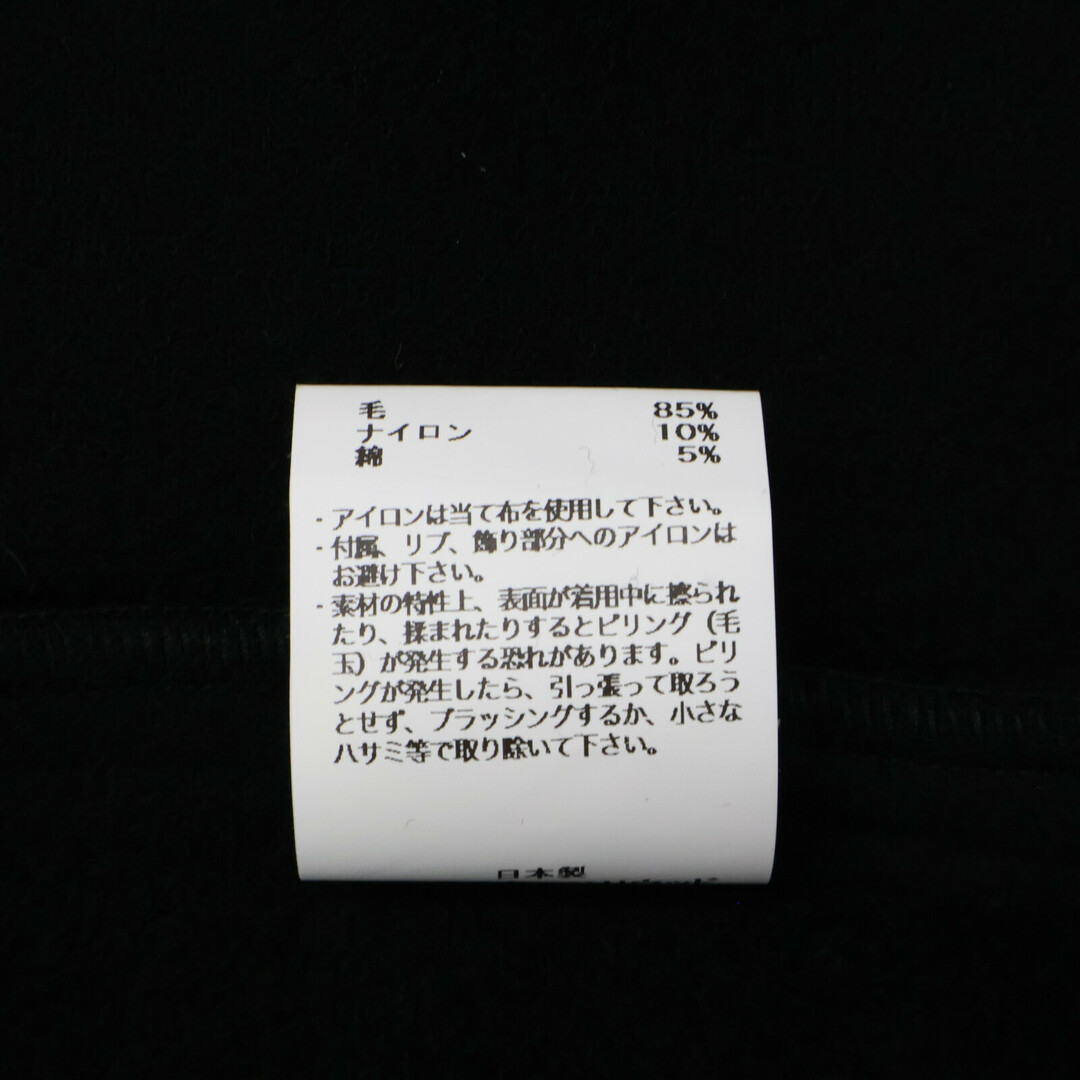 毛 85%
ナイロン 10%
綿 5%
・アイロンは当て布を使用して下さい。
・付属、リブ、飾り部分へのアイロンは
お避け下さい。
・素材の特性上、表面が着用中に擦られ
たり、揉まれたりするとピリング（毛
玉）が発生する恐れがあります。ピリ
ングが発生したら、引っ張って取ろう
とせず、ブラッシングするか、小さな
ハサミ等で取り除いて下さい。
日本製